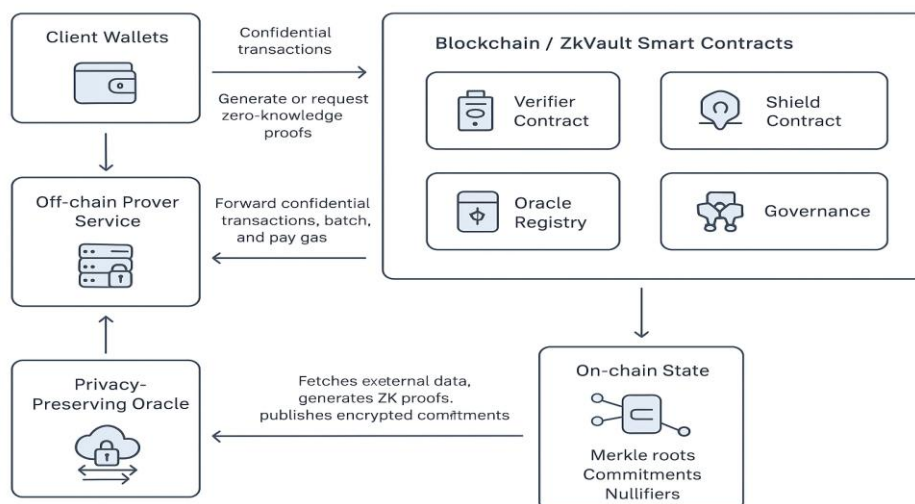 Client Wallets
Confidential
transactions
Generate or request
zero-knowledge
proofs
Blockchain / ZkVault Smart Contracts
Verifier
Contract
Shield
Contract
Oracle
Registry
Governance
Off-chain Prover
Service
Forward confidential
transactions, batch,
and pay gas
Privacy-
Preserving Oracle
Fetches exeternal data,
generates ZK proofs.
publishes encrypted comitments
On-chain State
Merkle roots
Commitments
Nullifiers